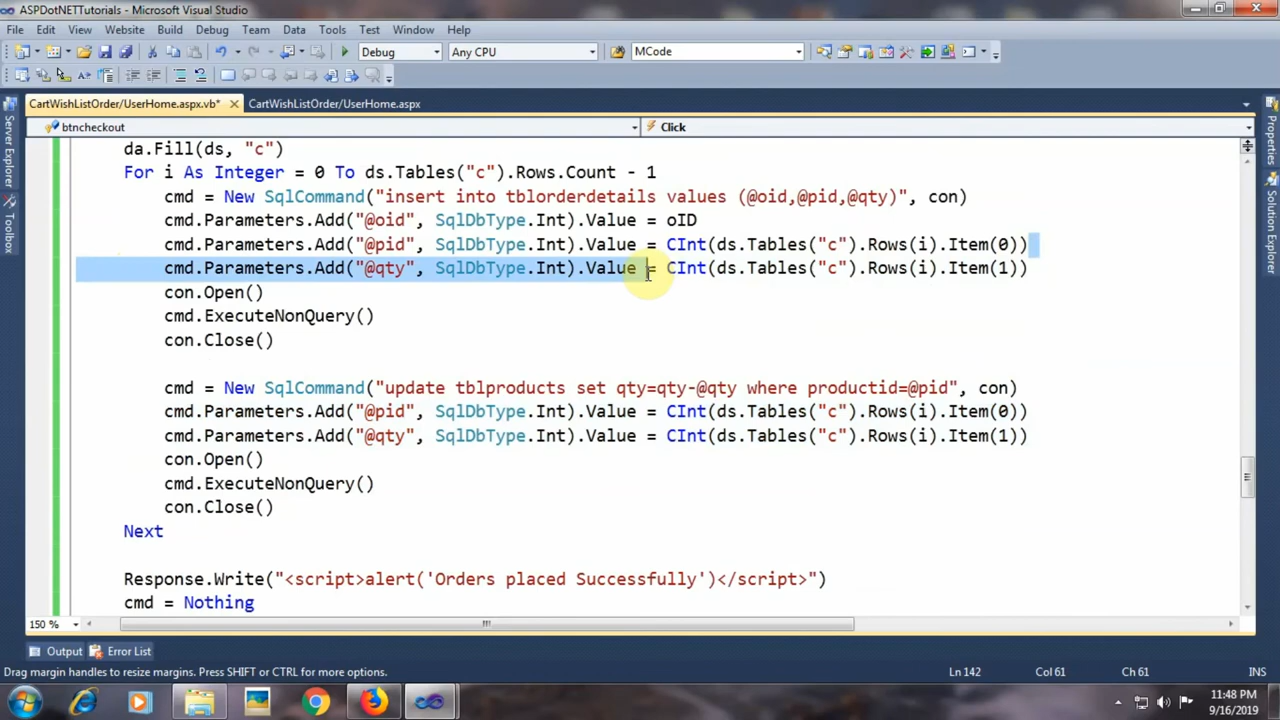 ASPDotNETTutorials - Microsoft Visual Studio
File Edit View Website Build Debug Team Data Tools Test Window Help
Debug Any CPU MCode
CartWishListOrder/UserHome.aspx.vb* CartWishListOrder/UserHome.aspx
btncheckout Click
da.Fill(ds, "c")
For i As Integer = 0 To ds.Tables("c").Rows.Count - 1
cmd = New SqlCommand("insert into tblorderdetails values (@oid,@pid,@qty)", con)
cmd.Parameters.Add("@oid", SqlDbType.Int).Value = oID
cmd.Parameters.Add("@pid", SqlDbType.Int).Value = CInt(ds.Tables("c").Rows(i).Item(0))
cmd.Parameters.Add("@qty", SqlDbType.Int).Value = CInt(ds.Tables("c").Rows(i).Item(1))
con.Open()
cmd.ExecuteNonQuery()
con.Close()
cmd = New SqlCommand("update tblproducts set qty=qty-@qty where productid=@pid", con)
cmd.Parameters.Add("@pid", SqlDbType.Int).Value = CInt(ds.Tables("c").Rows(i).Item(0))
cmd.Parameters.Add("@qty", SqlDbType.Int).Value = CInt(ds.Tables("c").Rows(i).Item(1))
con.Open()
cmd.ExecuteNonQuery()
con.Close()
Next
Response.Write("<script>alert('Orders placed Successfully')</script>")
cmd = Nothing
Server Explorer
Toolbox
Properties
Team Explorer
150 %
Output Error List
Drag margin handles to resize margins. Press SHIFT or CTRL for more options. Ln 142 Col 61 Ch 61 INS
11:48 PM
9/16/2019